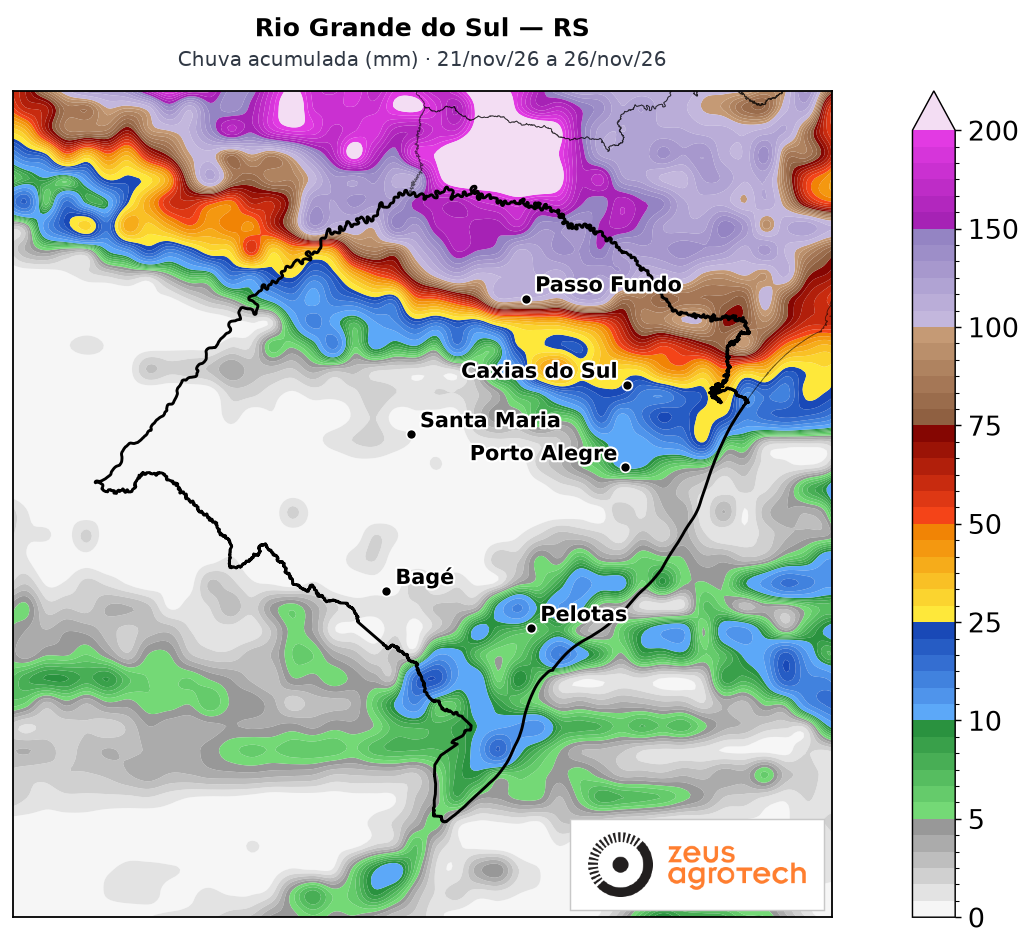 Rio Grande do Sul — RS
Chuva acumulada (mm) · 21/nov/26 a 26/nov/26
Passo Fundo
Caxias do Sul
Santa Maria
Porto Alegre
Bagé
Pelotas
200
150
100
75
50
25
10
5
0
zeus
agrotech